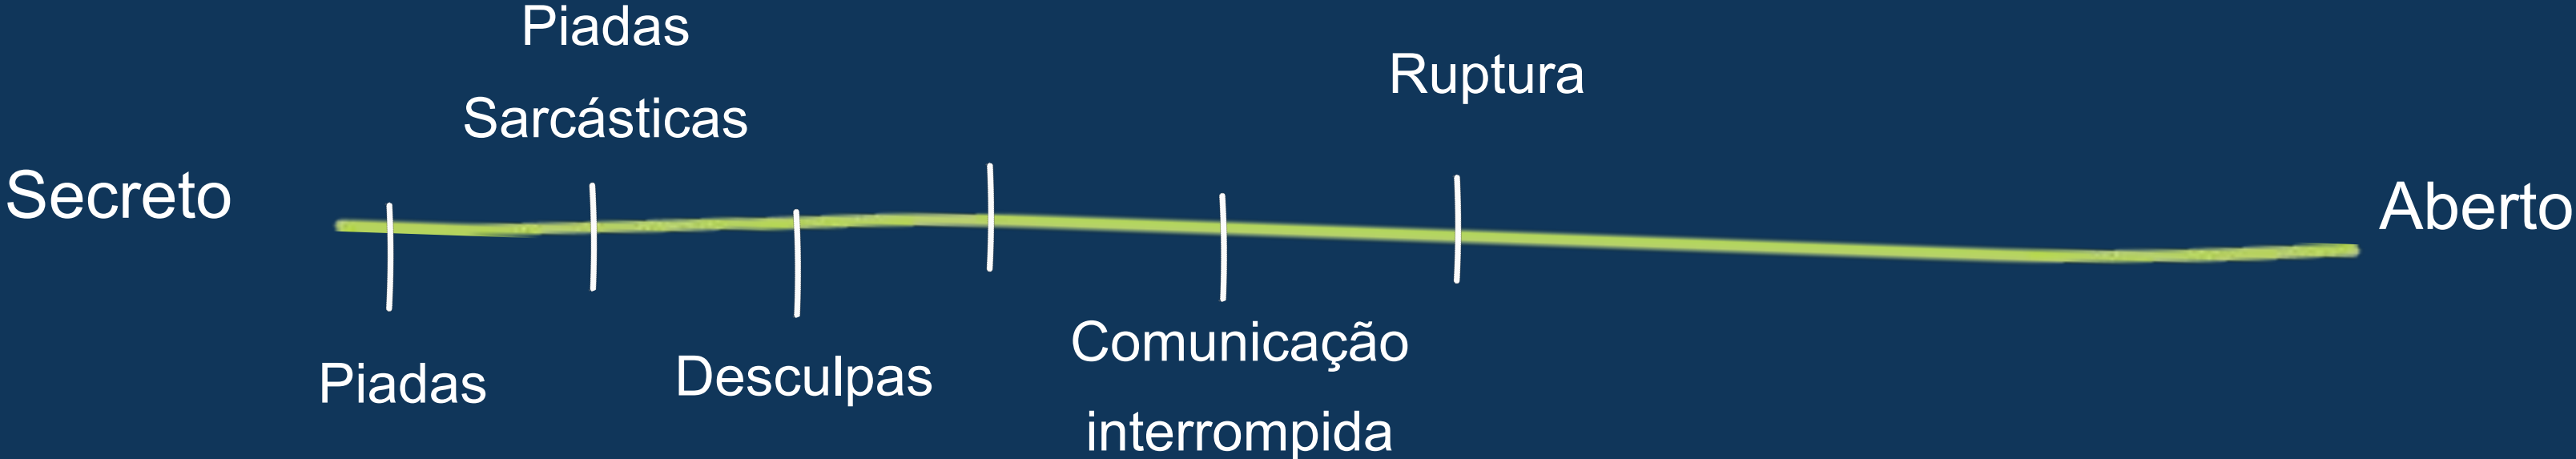 Piadas
Sarcásticas
Ruptura
Secreto
Aberto
Piadas
Desculpas
Comunicação
interrompida